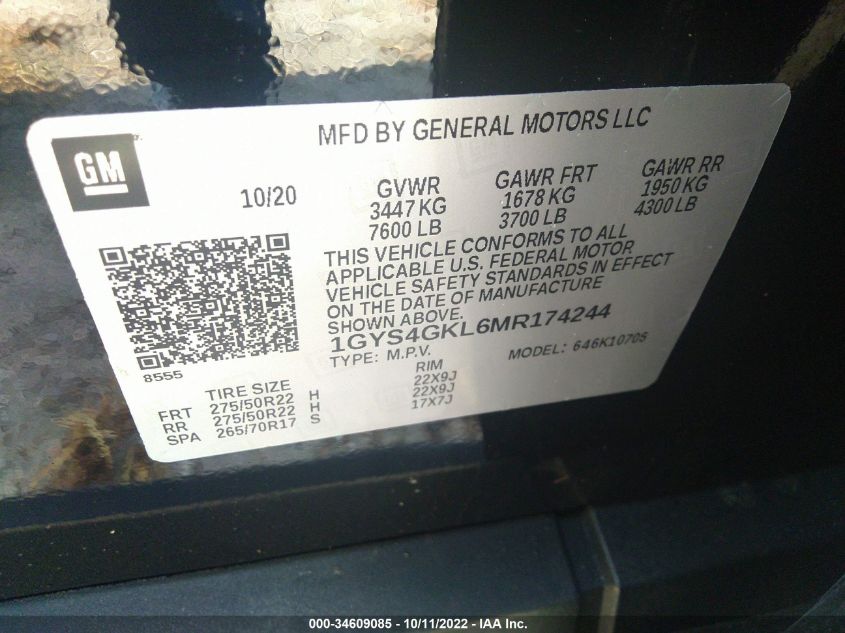 MFD BY GENERAL MOTORS LLC
GM
10/20
GVWR
3447 KG
7600 LB
GAWR FRT
1678 KG
3700 LB
GAWR RR
1950 KG
4300 LB
THIS VEHICLE CONFORMS TO ALL
APPLICABLE U.S. FEDERAL MOTOR
VEHICLE SAFETY STANDARDS IN EFFECT
ON THE DATE OF MANUFACTURE
SHOWN ABOVE.
1GYS4GKL6MR174244
TYPE: M.P.V.
MODEL: 646K10705
8555
TIRE SIZE
RIM
FRT 275/50R22 H 22X9J
RR 275/50R22 H 22X9J
SPA 265/70R17 S 17X7J
000-34609085 - 10/11/2022 - IAA Inc.